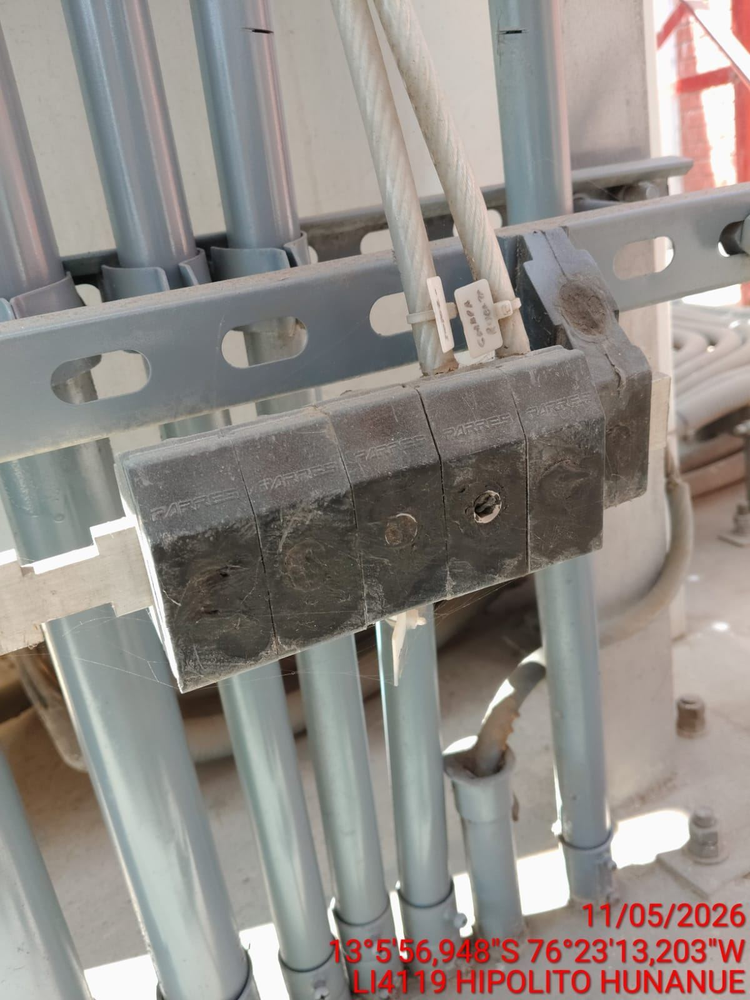 PARRES
PARRES
PARRES
PARRES
PARRES
11/05/2026
13°5'56,948"S 76°23'13,203"W
LI4119 HIPOLITO HUNANUE